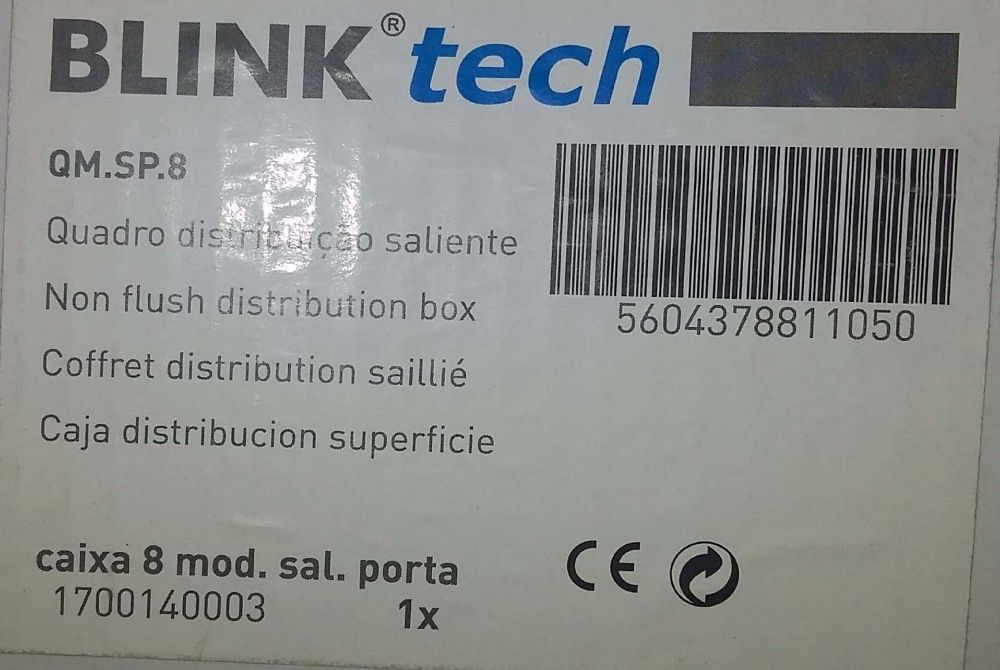 BLINK® tech
QM.SP.8
Quadro distribuição saliente
Non flush distribution box
Coffret distribution saillié
Caja distribucion superficie
5604378811050
caixa 8 mod. sal. porta
1700140003 1x
CE